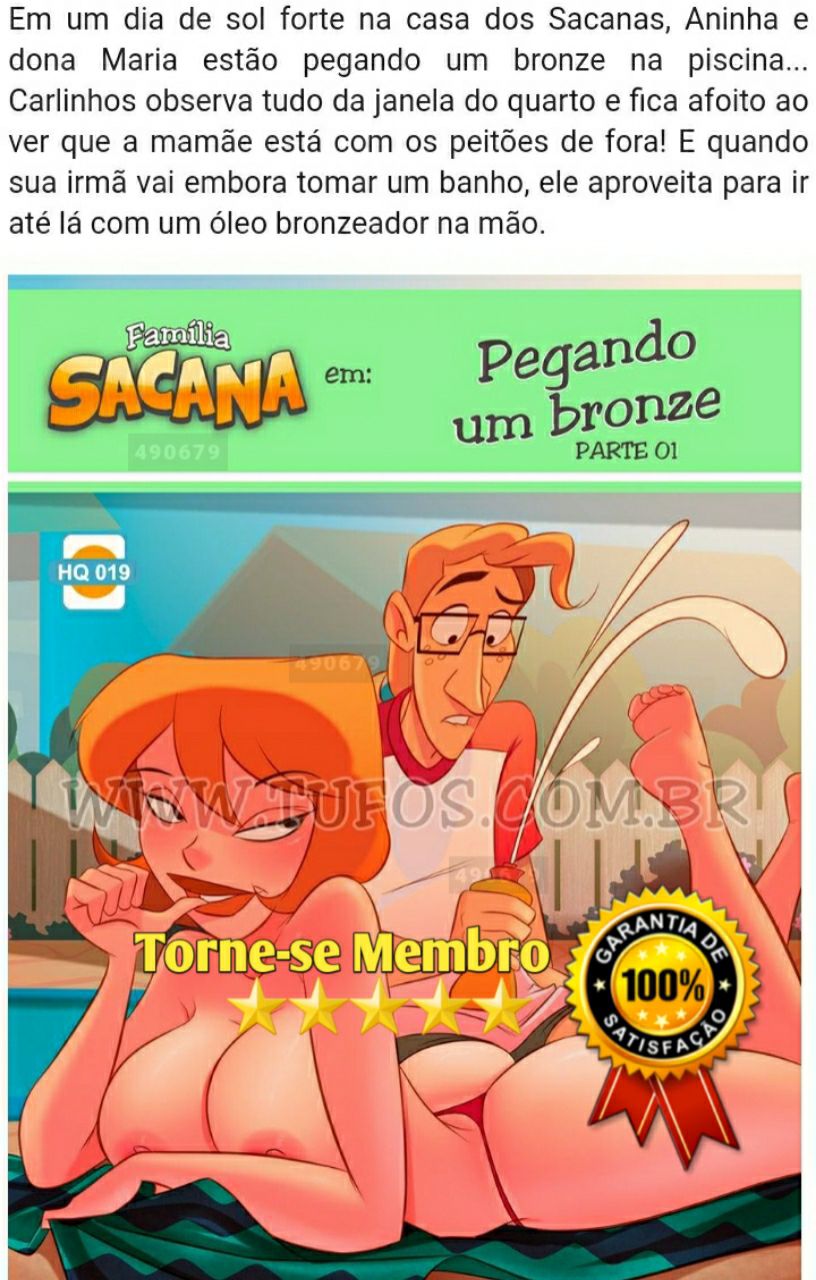 Em um dia de sol forte na casa dos Sacanas, Aninha e
dona Maria estão pegando um bronze na piscina...
Carlinhos observa tudo da janela do quarto e fica afoito ao
ver que a mamãe está com os peitões de fora! E quando
sua irmã vai embora tomar um banho, ele aproveita para ir
até lá com um óleo bronzeador na mão.
Família
SACANA
em:
Pegando
um bronze
PARTE 01
490679
HQ 019
490679
WWW.TUFOS.COM.BR
49
Torne-se Membro
GARANTIA DE
100%
SATISFAÇÃO